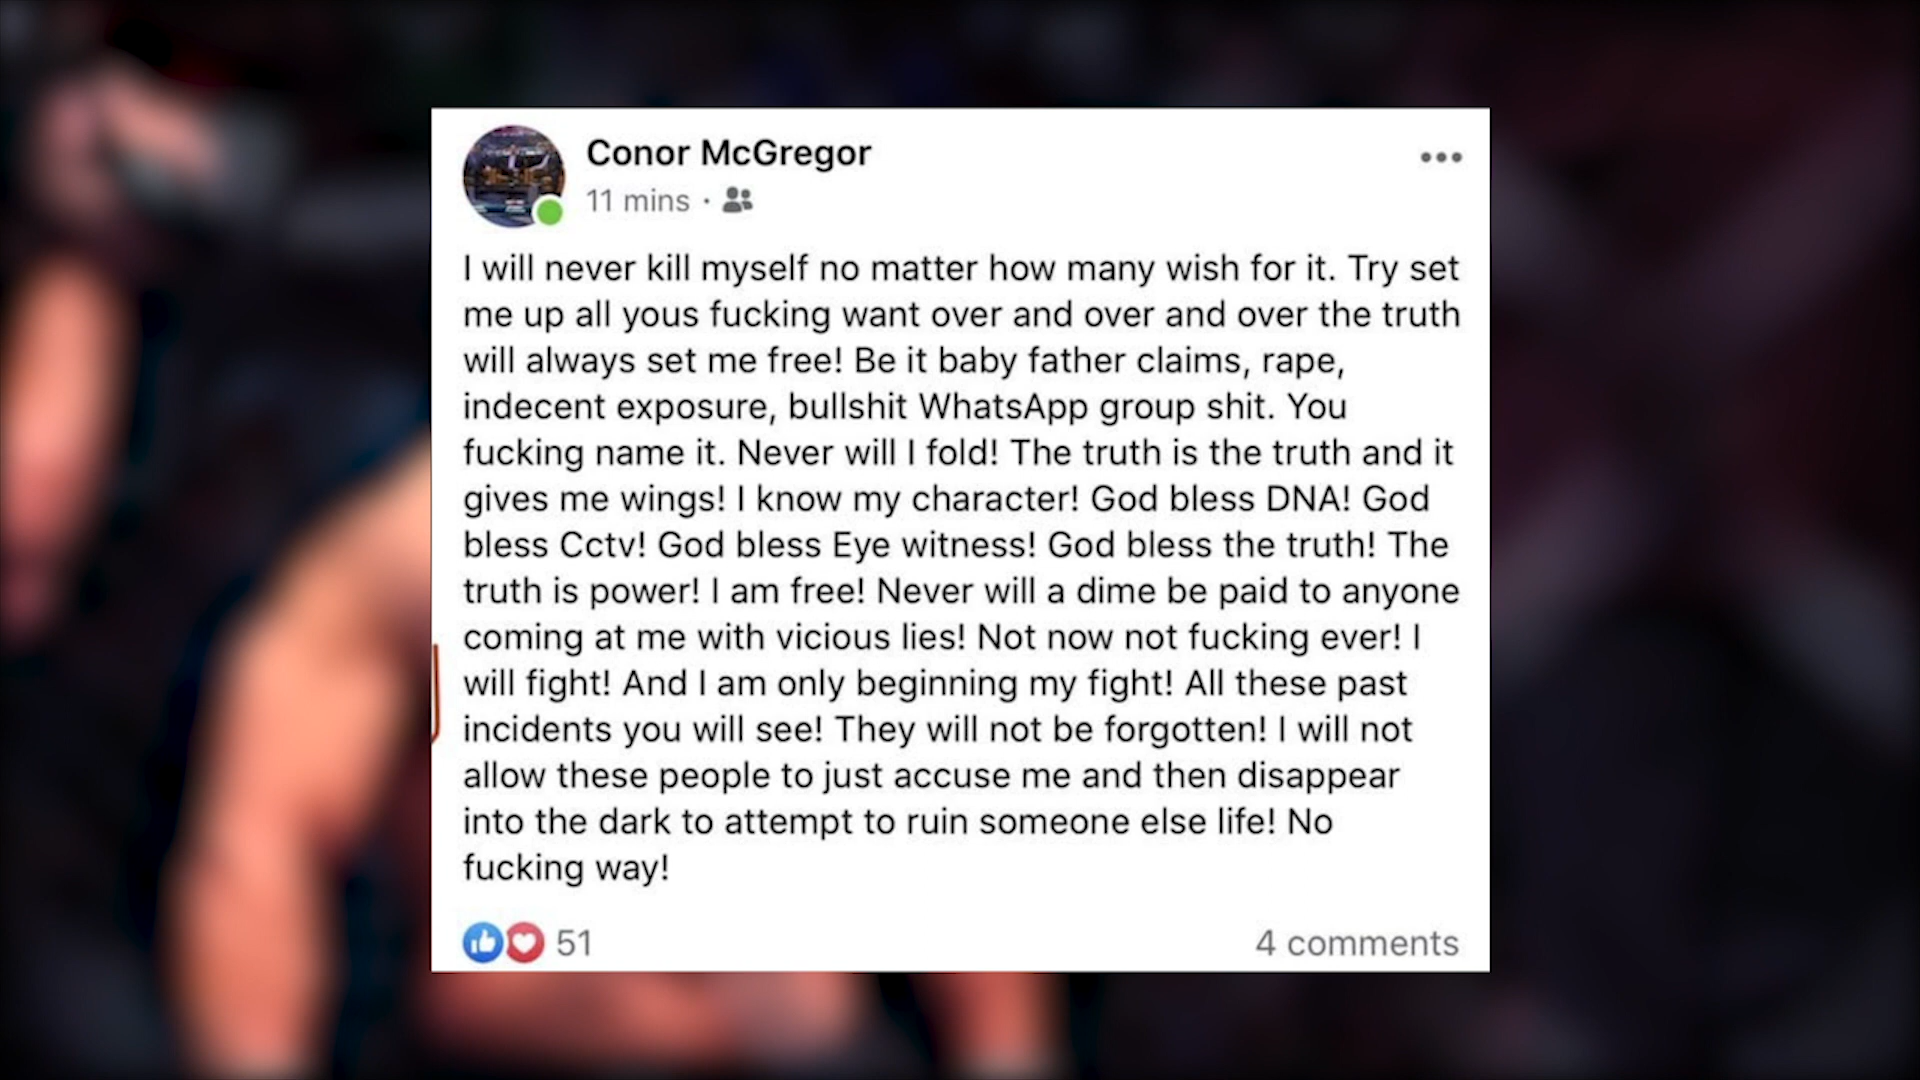 Conor McGregor
11 mins ·
I will never kill myself no matter how many wish for it. Try set
me up all yous fucking want over and over and over the truth
will always set me free! Be it baby father claims, rape,
indecent exposure, bullshit WhatsApp group shit. You
fucking name it. Never will I fold! The truth is the truth and it
gives me wings! I know my character! God bless DNA! God
bless Cctv! God bless Eye witness! God bless the truth! The
truth is power! I am free! Never will a dime be paid to anyone
coming at me with vicious lies! Not now not fucking ever! I
will fight! And I am only beginning my fight! All these past
incidents you will see! They will not be forgotten! I will not
allow these people to just accuse me and then disappear
into the dark to attempt to ruin someone else life! No
fucking way!
51
4 comments